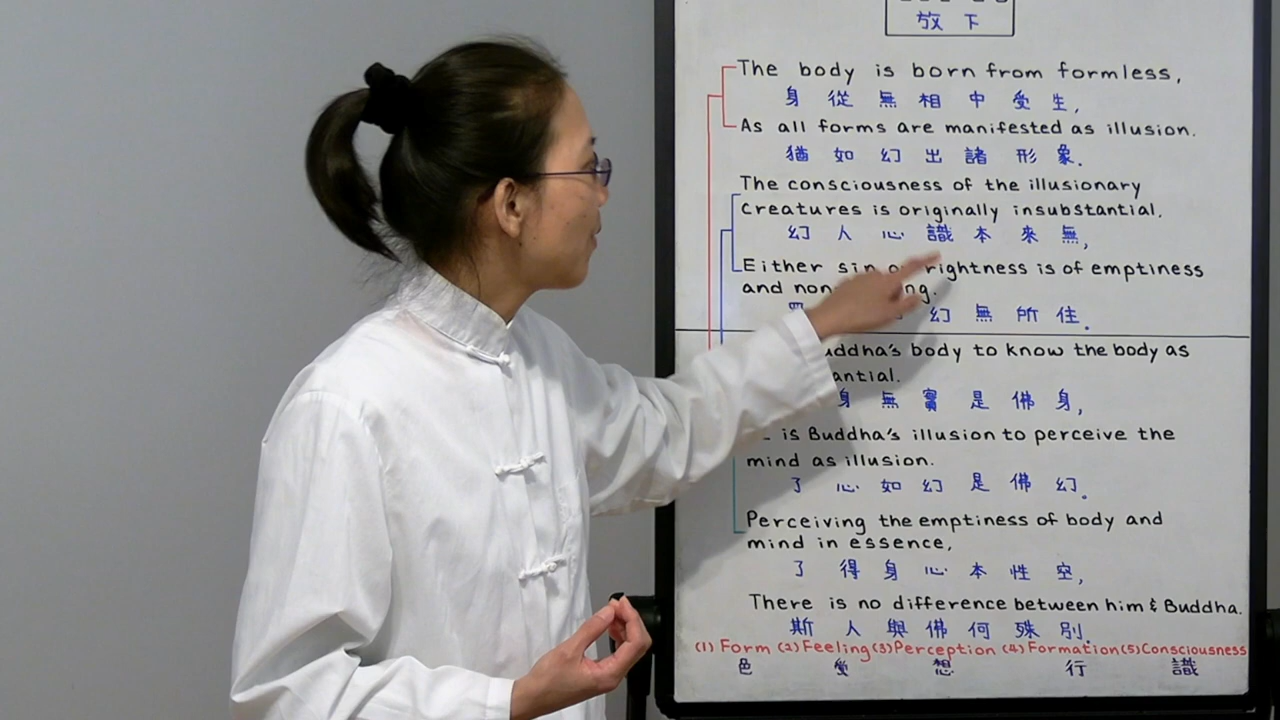 放下
The body is born from formless,
身從無相中受生,
As all forms are manifested as illusion.
猶如幻出諸形象.
The consciousness of the illusionary
creatures is originally insubstantial.
幻人心識本來無,
Either sin rightness is of emptiness
and
幻無所住.
body to know the body as
身無實是佛身,
is Buddha's illusion to perceive the
mind as illusion.
了心如幻是佛幻.
Perceiving the emptiness of body and
mind in essence,
了得身心本性空,
There is no difference between him & Buddha.
斯人與佛何殊別.
(1) Form (2) Feeling (3) Perception (4) Formation (5) Consciousness
色 受 想 行 識